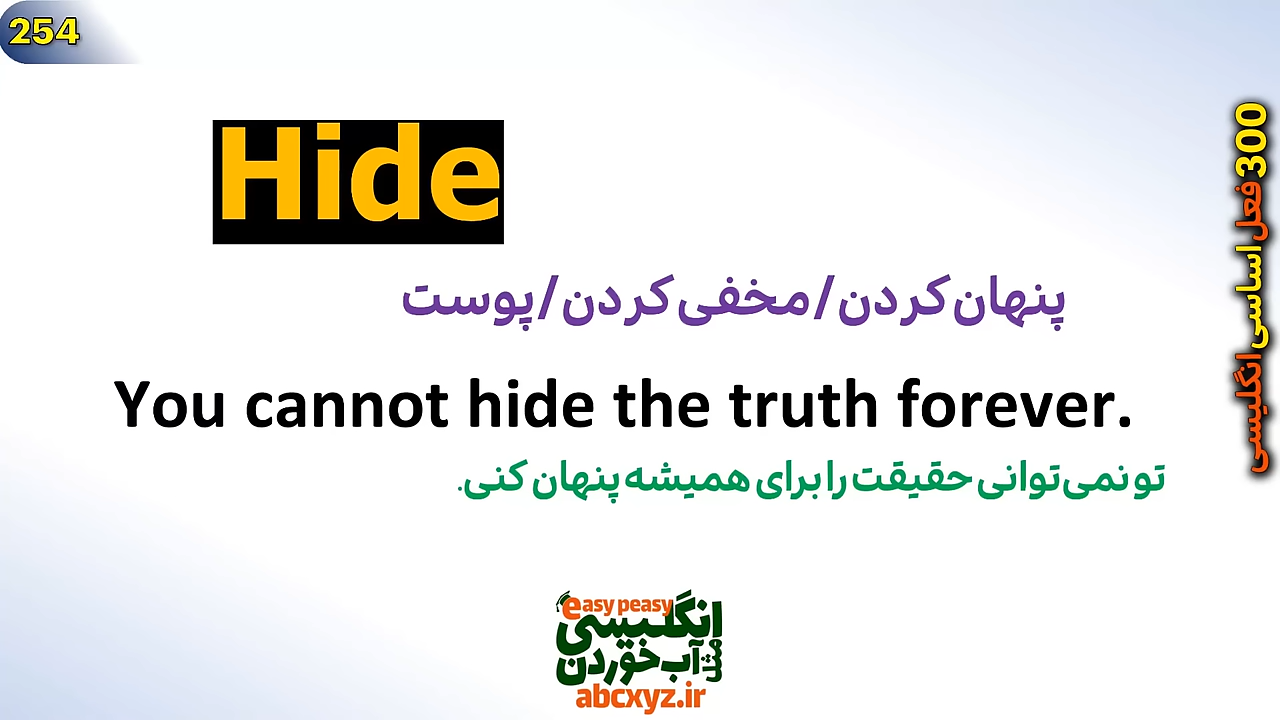 254
Hide
پنهان کردن/مخفی کردن/پوست
You cannot hide the truth forever.
تو نمی‌توانی حقیقت را برای همیشه پنهان کنی.
300 فعل اساسی انگلیسی
easy peasy
انگلیسی
مثل آب خوردن
abcxyz.ir